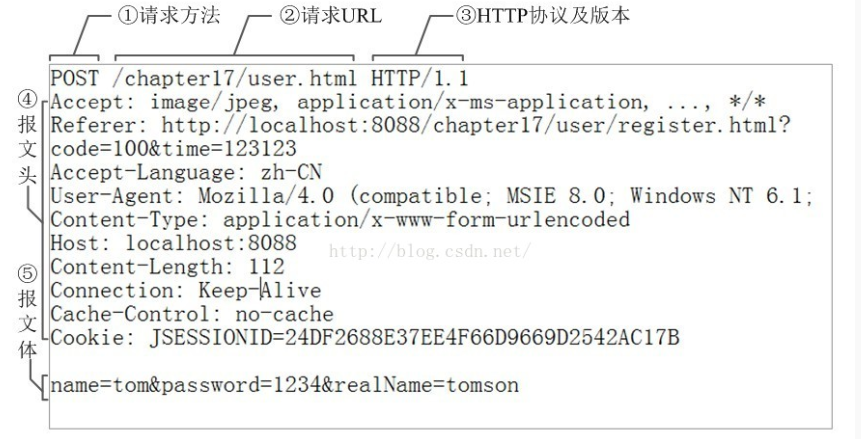 ①请求方法 ②请求URL ③HTTP协议及版本
POST /chapter17/user.html HTTP/1.1
④报文头
Accept: image/jpeg, application/x-ms-application, ..., */*
Referer: http://localhost:8088/chapter17/user/register.html?
code=100&time=123123
Accept-Language: zh-CN
User-Agent: Mozilla/4.0 (compatible; MSIE 8.0; Windows NT 6.1;
Content-Type: application/x-www-form-urlencoded
Host: localhost:8088
http://blog.csdn.net/
Content-Length: 112
Connection: Keep-Alive
Cache-Control: no-cache
Cookie: JSESSIONID=24DF2688E37EE4F66D9669D2542AC17B
⑤报文体
name=tom&password=1234&realName=tomson